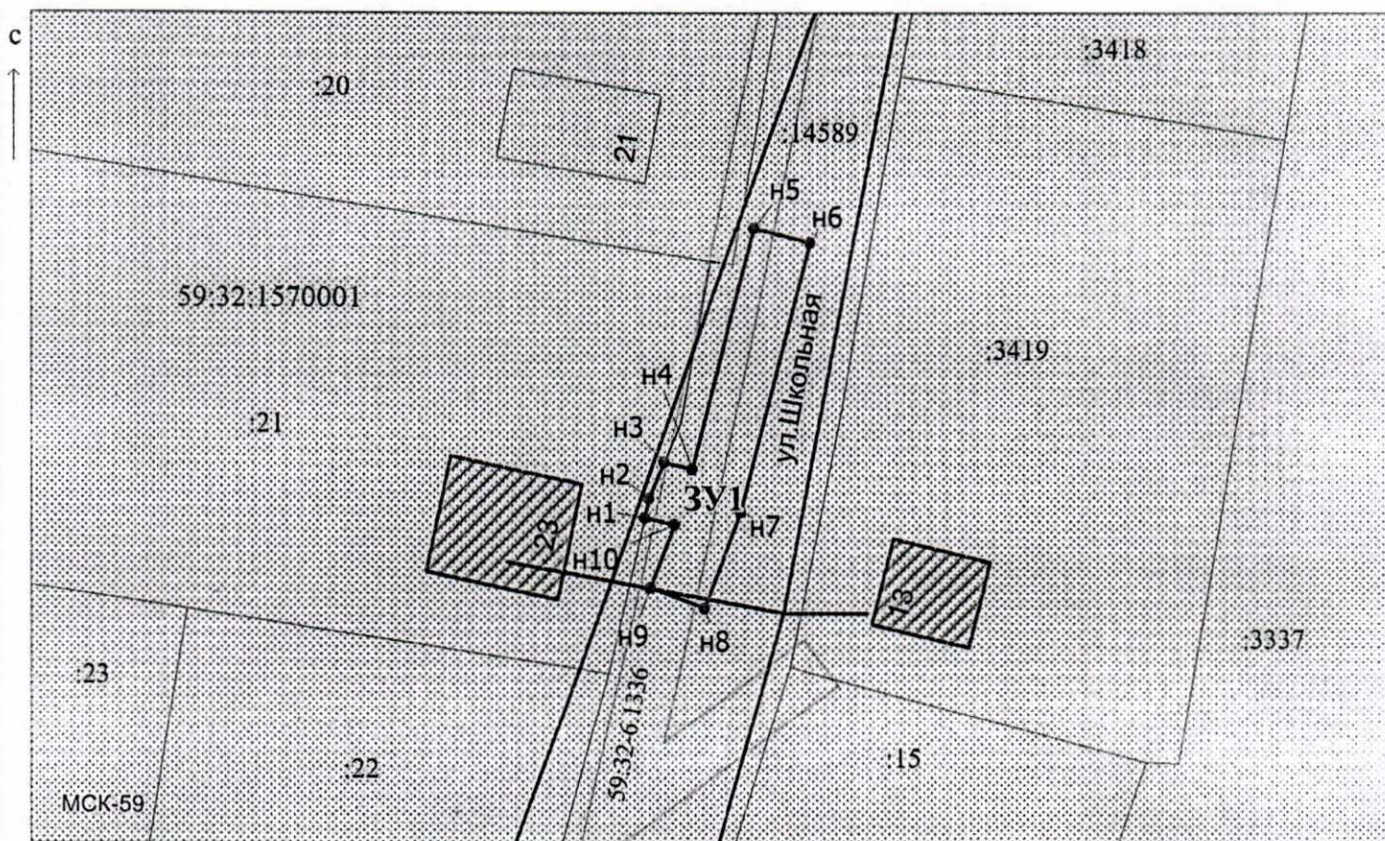 с
:20
:3418
21
:14589
н5
н6
59:32:1570001
ул.Школьная
:3419
н4
:21
н3
н2
ЗУ1
н1
н7
23
н10
13
н9
н8
:3337
:23
59:32-6.1336
:22
:15
МСК-59